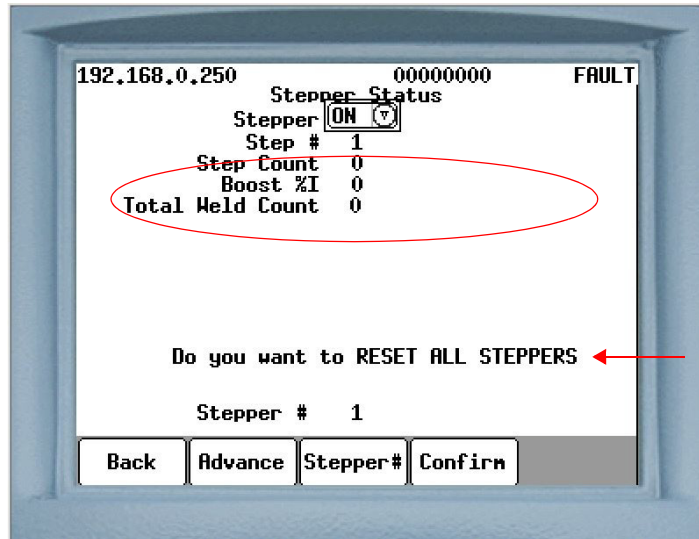 192.168.0.250 00000000 FAULT
Stepper Status
Stepper ON
Step # 1
Step Count 0
Boost %I 0
Total Weld Count 0
Do you want to RESET ALL STEPPERS
Stepper # 1
Back Advance Stepper# Confirm